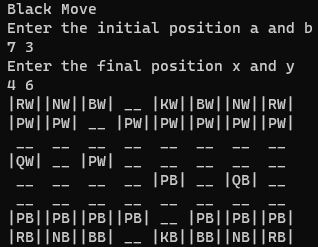 Black Move
Enter the initial position a and b
7 3
Enter the final position x and y
4 6
|RW||NW||BW| __ |KW||BW||NW||RW|
|PW||PW| __ |PW||PW||PW||PW||PW|
 __  __  __  __  __  __  __  __
|QW| __ |PW| __  __  __  __  __
 __  __  __  __ |PB| __ |QB| __
 __  __  __  __  __  __  __  __
|PB||PB||PB||PB| __ |PB||PB||PB|
|RB||NB||BB| __ |KB||BB||NB||RB|